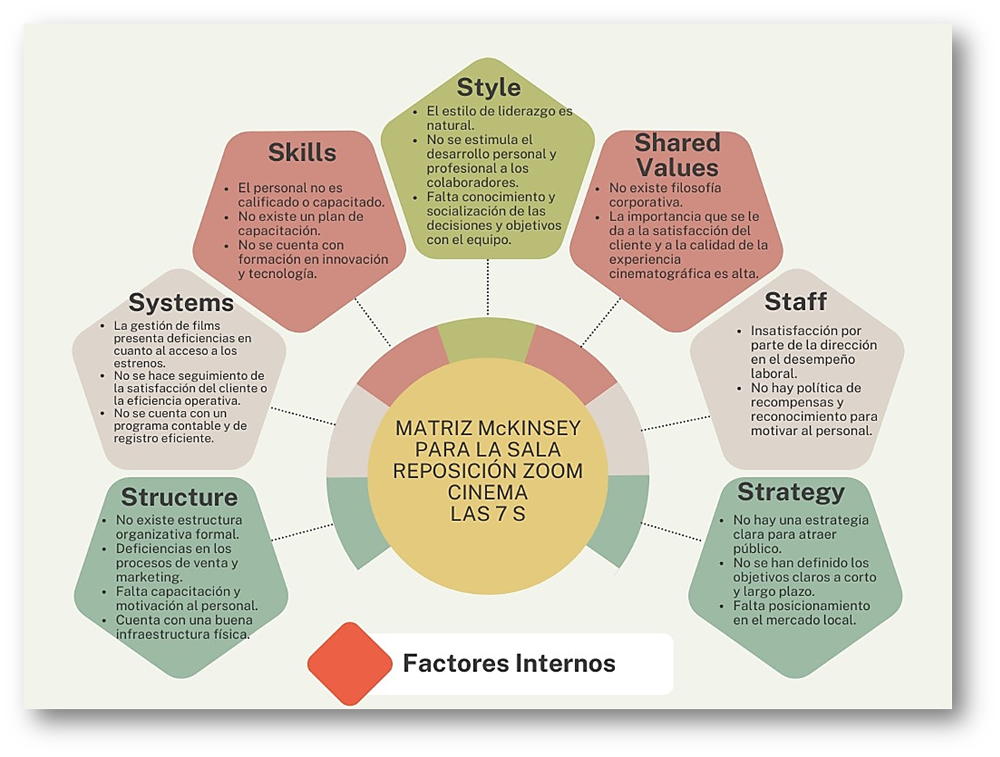 Style
• El estilo de liderazgo es
natural.
• No se estimula el
desarrollo personal y
profesional a los
colaboradores.
• Falta conocimiento y
socialización de las
decisiones y objetivos
con el equipo.
Skills
• El personal no es
calificado o capacitado.
• No existe un plan de
capacitación.
• No se cuenta con
formación en innovación
y tecnología.
Shared
Values
• No existe filosofía
corporativa.
• La importancia que se le
da a la satisfacción del
cliente y a la calidad de la
experiencia
cinematográfica es alta.
Systems
• La gestión de films
presenta deficiencias en
cuanto al acceso a los
estrenos.
• No se hace seguimiento de
la satisfacción del cliente o
la eficiencia operativa.
• No se cuenta con un
programa contable y de
registro eficiente.
Staff
• Insatisfacción por
parte de la dirección
en el desempeño
laboral.
• No hay política de
recompensas y
reconocimiento para
motivar al personal.
MATRIZ McKINSEY
PARA LA SALA
REPOSICIÓN ZOOM
CINEMA
LAS 7 S
Structure
• No existe estructura
organizativa formal.
• Deficiencias en los
procesos de venta y
marketing.
• Falta capacitación y
motivación al personal.
• Cuenta con una buena
infraestructura física.
Strategy
• No hay una estrategia
clara para atraer
público.
• No se han definido los
objetivos claros a corto
y largo plazo.
• Falta posicionamiento
en el mercado local.
Factores Internos